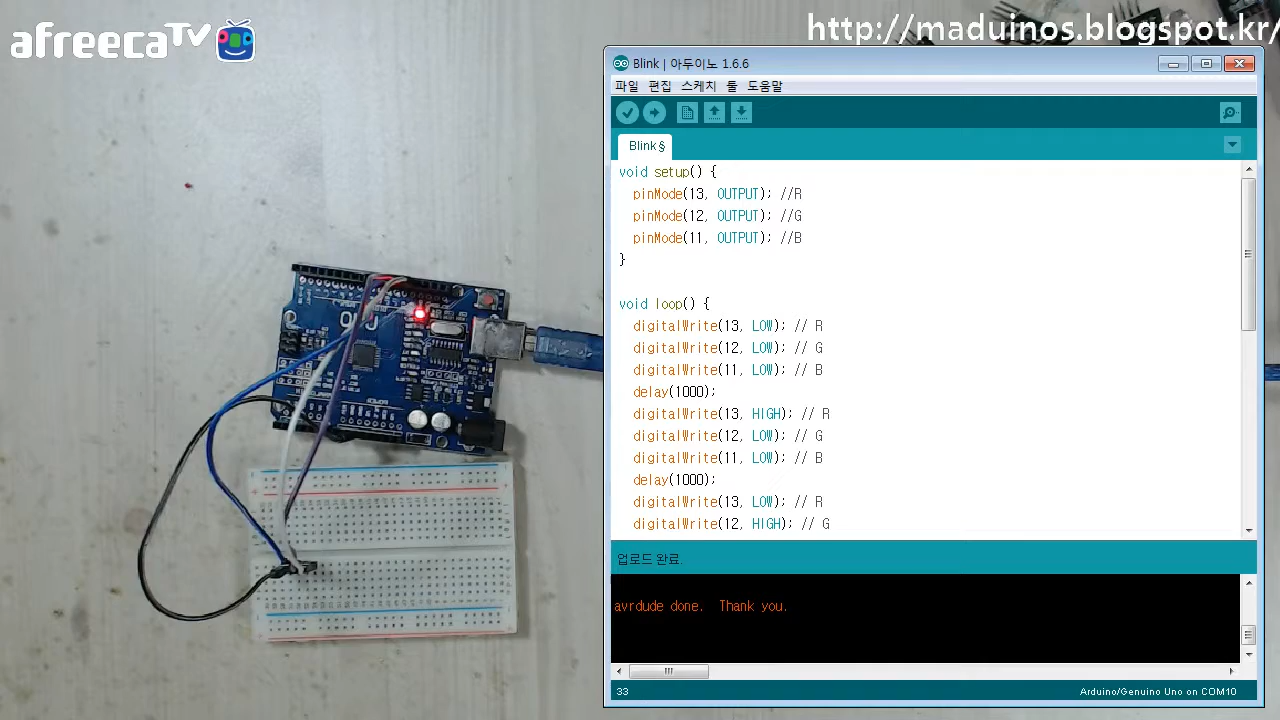 afreecaTV
http://maduinos.blogspot.kr/
Blink | 아두이노 1.6.6
파일 편집 스케치 툴 도움말
Blink§
void setup() {
pinMode(13, OUTPUT); //R
pinMode(12, OUTPUT); //G
pinMode(11, OUTPUT); //B
}
void loop() {
digitalWrite(13, LOW); // R
digitalWrite(12, LOW); // G
digitalWrite(11, LOW); // B
delay(1000);
digitalWrite(13, HIGH); // R
digitalWrite(12, LOW); // G
digitalWrite(11, LOW); // B
delay(1000);
digitalWrite(13, LOW); // R
digitalWrite(12, HIGH); // G
업로드 완료.
avrdude done.  Thank you.
33
Arduino/Genuino Uno on COM10